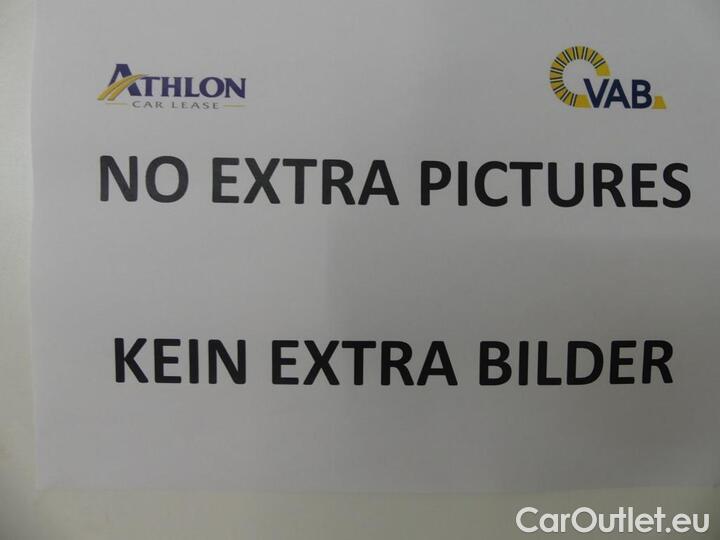 ATHLON
CAR LEASE
VAB
NO EXTRA PICTURES
KEIN EXTRA BILDER
CarOutlet.eu